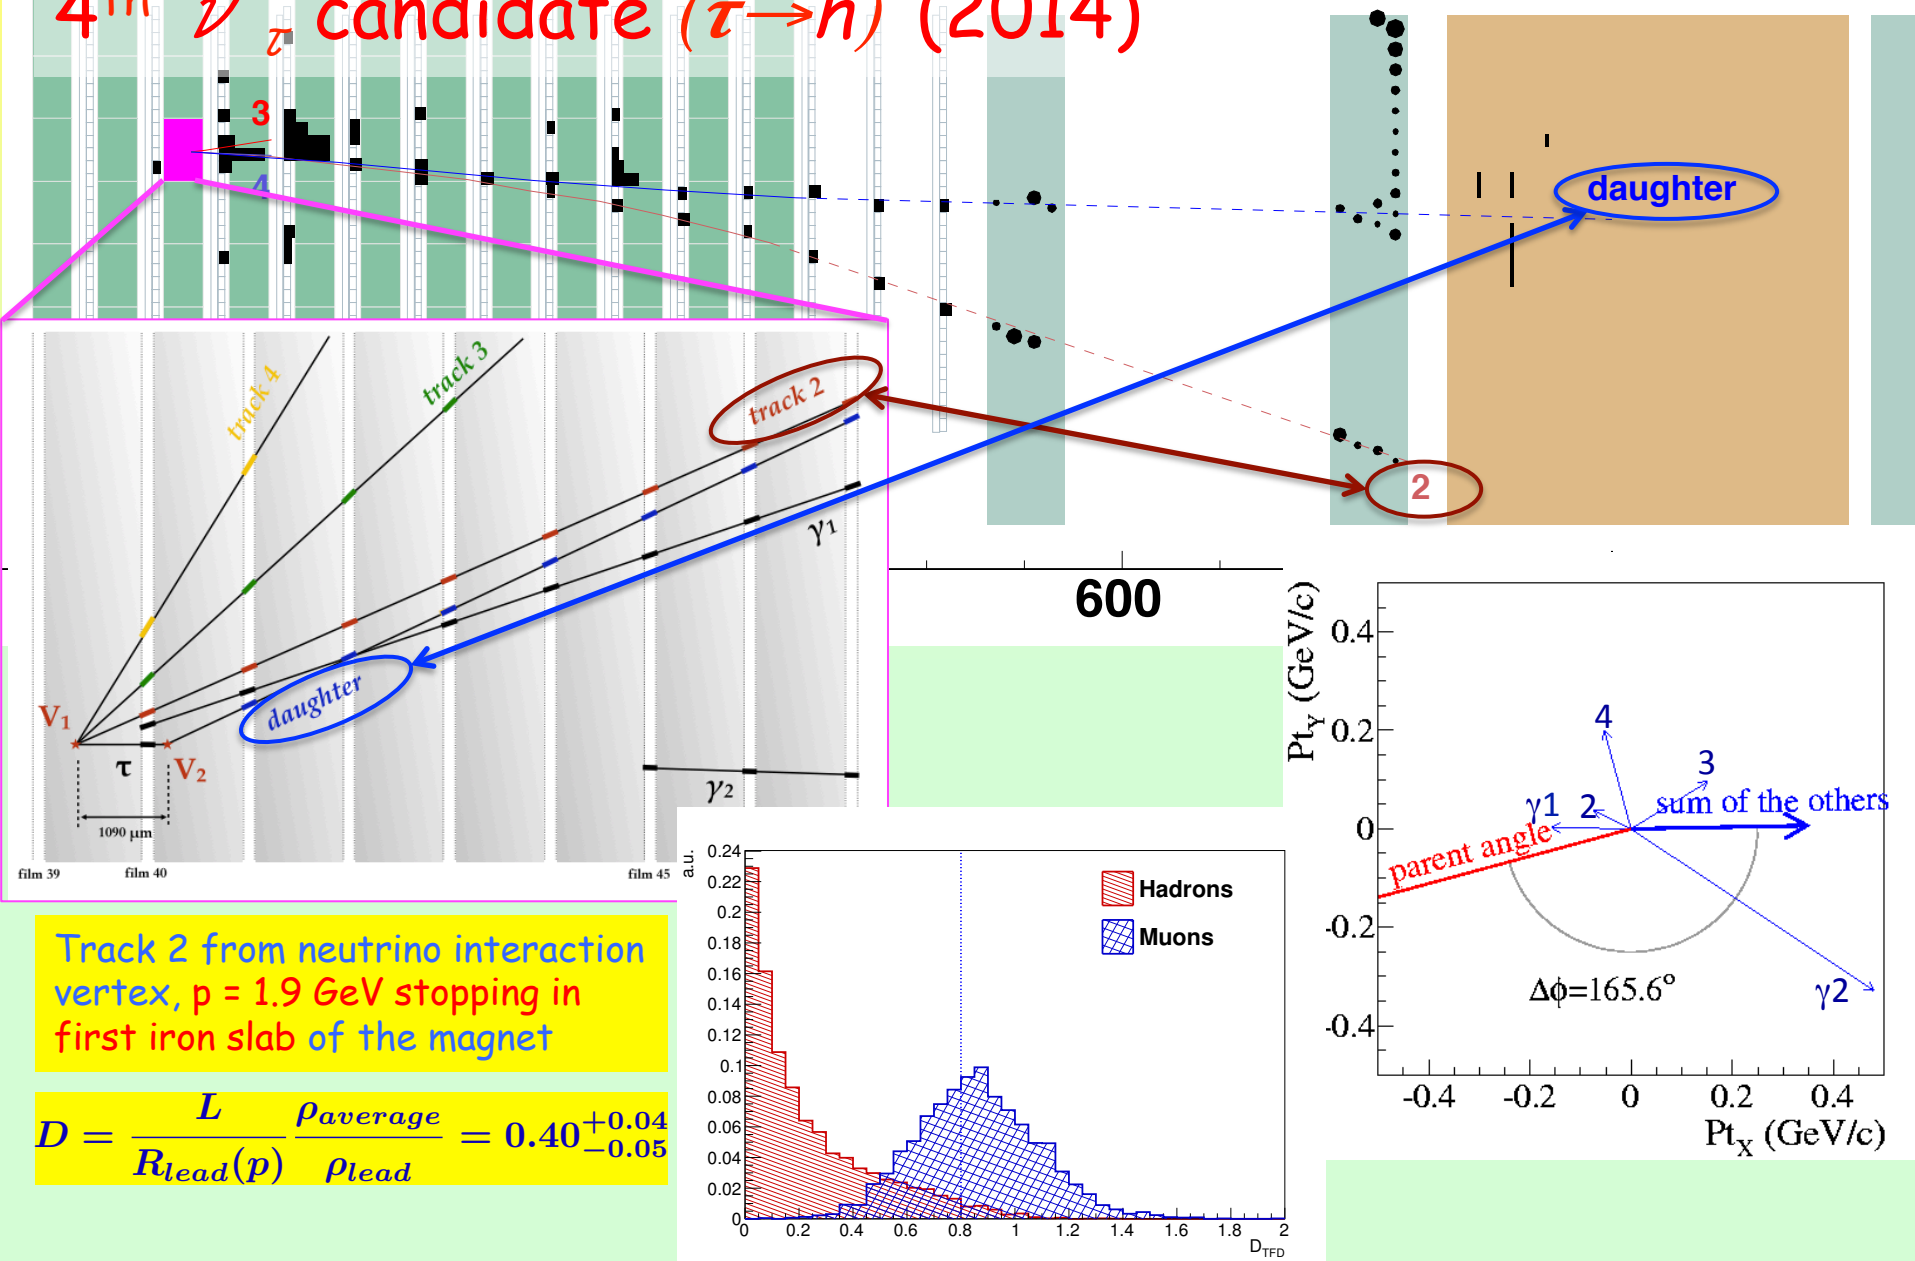 4th ντ candidate (τ→h) (2014)
3
4
daughter
2
track 4
track 3
track 2
γ1
daughter
V1
τ
V2
γ2
1090 μm
film 39
film 40
film 45
600
Track 2 from neutrino interaction
vertex, p = 1.9 GeV stopping in
first iron slab of the magnet
D = L / Rlead(p) ρaverage / ρlead = 0.40 +0.04 −0.05
a.u.
0.24
0.22
0.2
0.18
0.16
0.14
0.12
0.1
0.08
0.06
0.04
0.02
0
Hadrons
Muons
0 0.2 0.4 0.6 0.8 1 1.2 1.4 1.6 1.8 2
DTFD
PtY (GeV/c)
0.4
0.2
0
-0.2
-0.4
4
3
sum of the others
γ1
2
parent angle
γ2
Δϕ=165.6°
-0.4 -0.2 0 0.2 0.4
PtX (GeV/c)